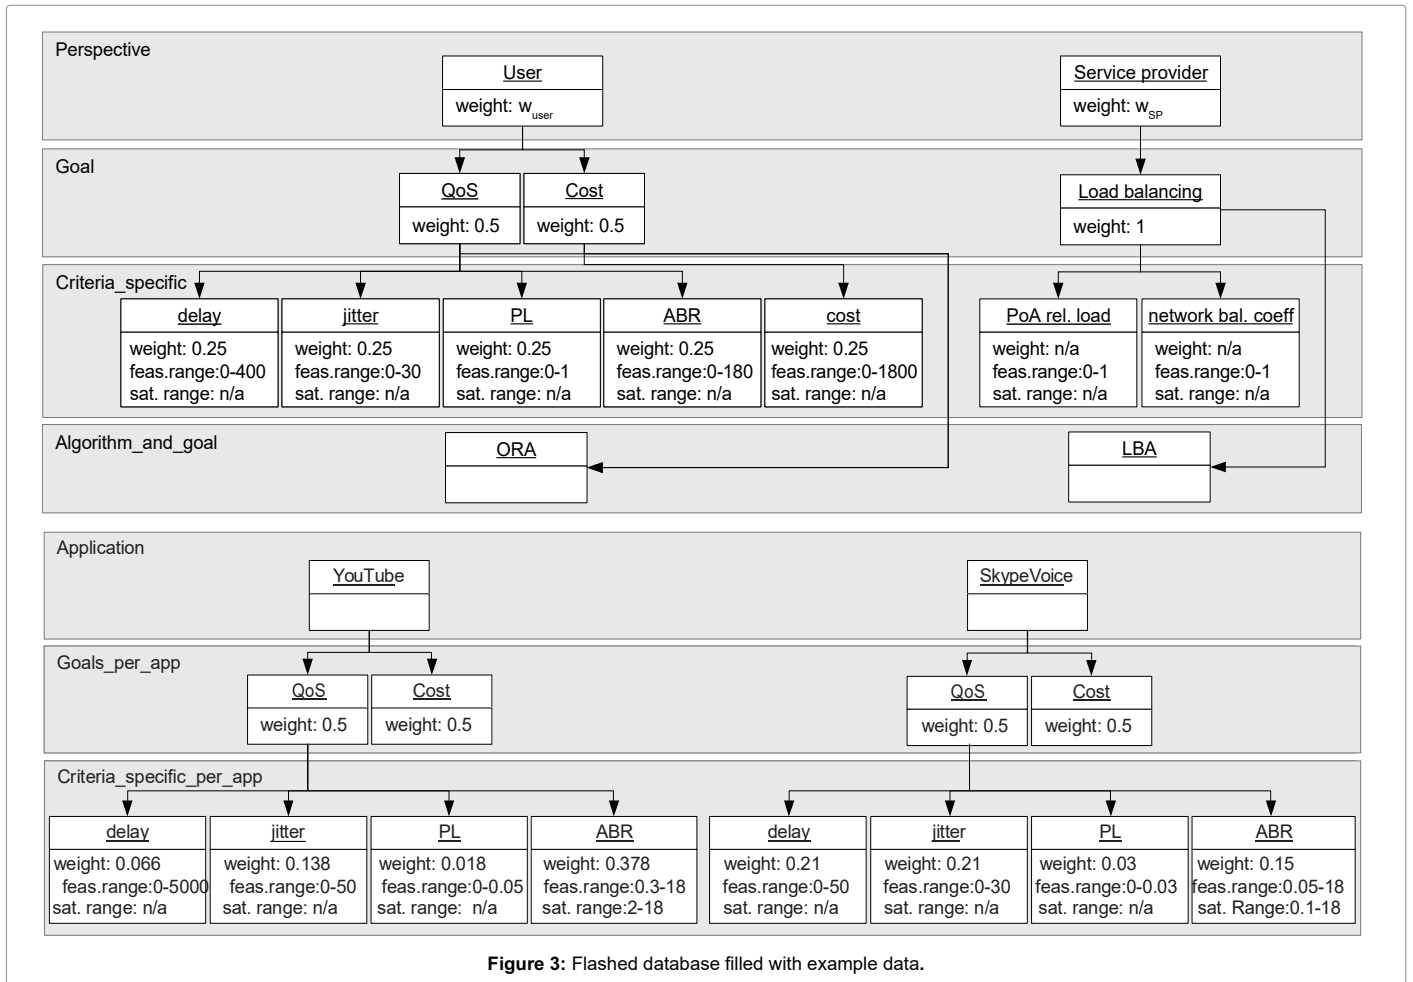 Perspective
User
weight: w_user
Service provider
weight: w_SP
Goal
QoS
weight: 0.5
Cost
weight: 0.5
Load balancing
weight: 1
Criteria_specific
delay
weight: 0.25
feas.range:0-400
sat. range: n/a
jitter
weight: 0.25
feas.range:0-30
sat. range: n/a
PL
weight: 0.25
feas.range:0-1
sat. range: n/a
ABR
weight: 0.25
feas.range:0-180
sat. range: n/a
cost
weight: 0.25
feas.range:0-1800
sat. range: n/a
PoA rel. load
weight: n/a
feas.range:0-1
sat. range: n/a
network bal. coeff
weight: n/a
feas.range:0-1
sat. range: n/a
Algorithm_and_goal
ORA
LBA
Application
YouTube
SkypeVoice
Goals_per_app
QoS
weight: 0.5
Cost
weight: 0.5
QoS
weight: 0.5
Cost
weight: 0.5
Criteria_specific_per_app
delay
weight: 0.066
feas.range:0-5000
sat. range: n/a
jitter
weight: 0.138
feas.range:0-50
sat. range: n/a
PL
weight: 0.018
feas.range:0-0.05
sat. range: n/a
ABR
weight: 0.378
feas.range:0.3-18
sat. range:2-18
delay
weight: 0.21
feas.range:0-50
sat. range: n/a
jitter
weight: 0.21
feas.range:0-30
sat. range: n/a
PL
weight: 0.03
feas.range:0-0.03
sat. range: n/a
ABR
weight: 0.15
feas.range:0.05-18
sat. Range:0.1-18
Figure 3: Flashed database filled with example data.